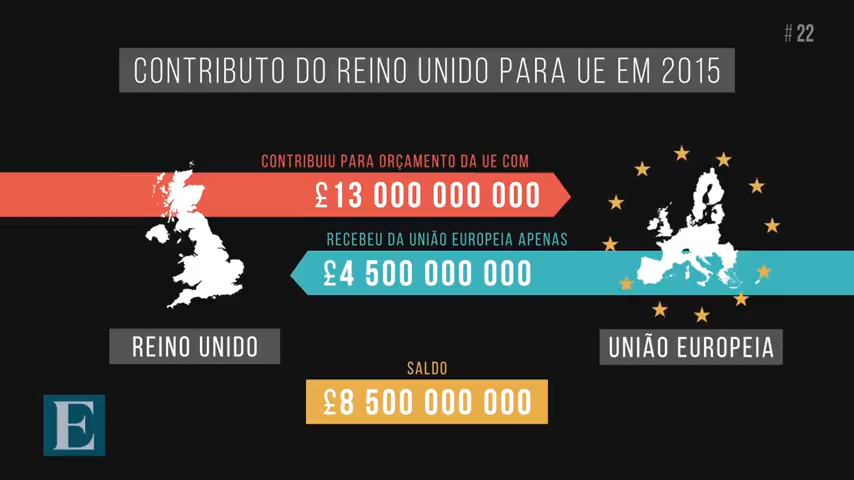 # 22
CONTRIBUTO DO REINO UNIDO PARA UE EM 2015
CONTRIBUIU PARA ORÇAMENTO DA UE COM
£13 000 000 000
RECEBEU DA UNIÃO EUROPEIA APENAS
£4 500 000 000
REINO UNIDO
UNIÃO EUROPEIA
SALDO
£8 500 000 000
E